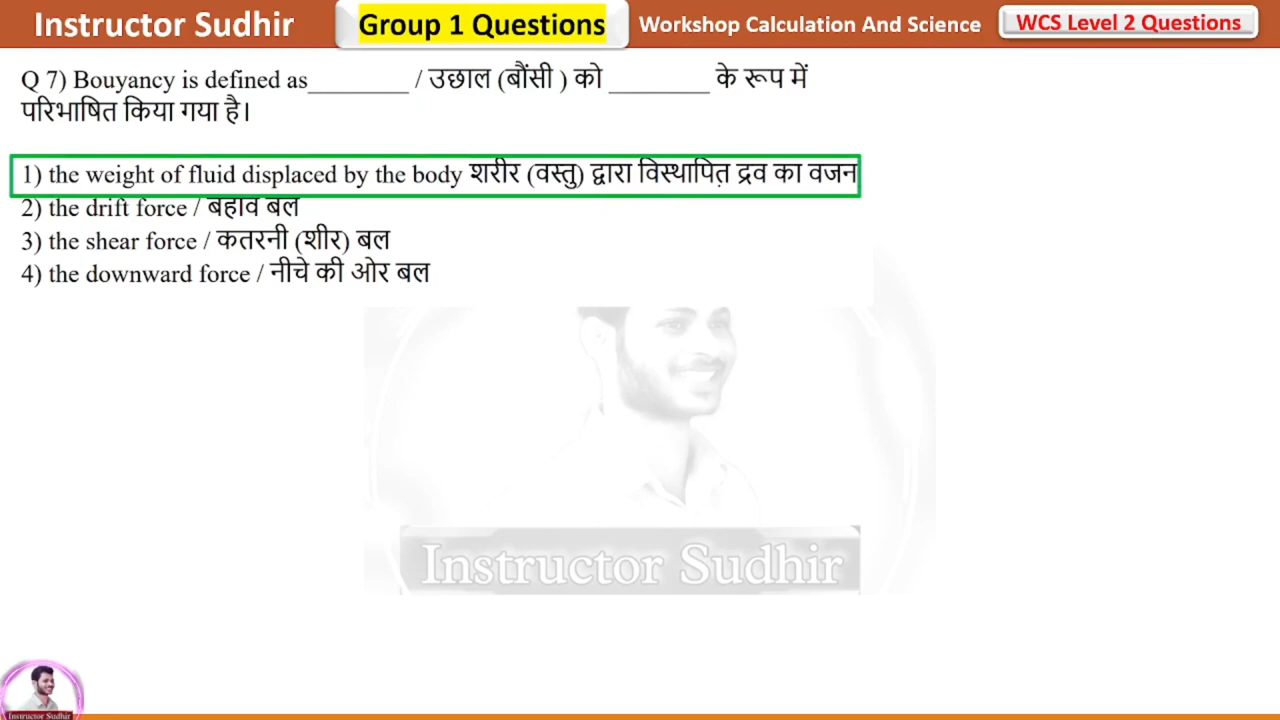 Instructor Sudhir
Group 1 Questions
Workshop Calculation And Science
WCS Level 2 Questions
Q 7) Bouyancy is defined as________ / उछाल (बौंसी ) को ________ के रूप में
परिभाषित किया गया है।
1) the weight of fluid displaced by the body शरीर (वस्तु) द्वारा विस्थापित़ द्रव का वजन
2) the drift force / बहाव बल
3) the shear force / कतरनी (शीर) बल
4) the downward force / नीचे की ओर बल
Instructor Sudhir
Instructor Sudhir